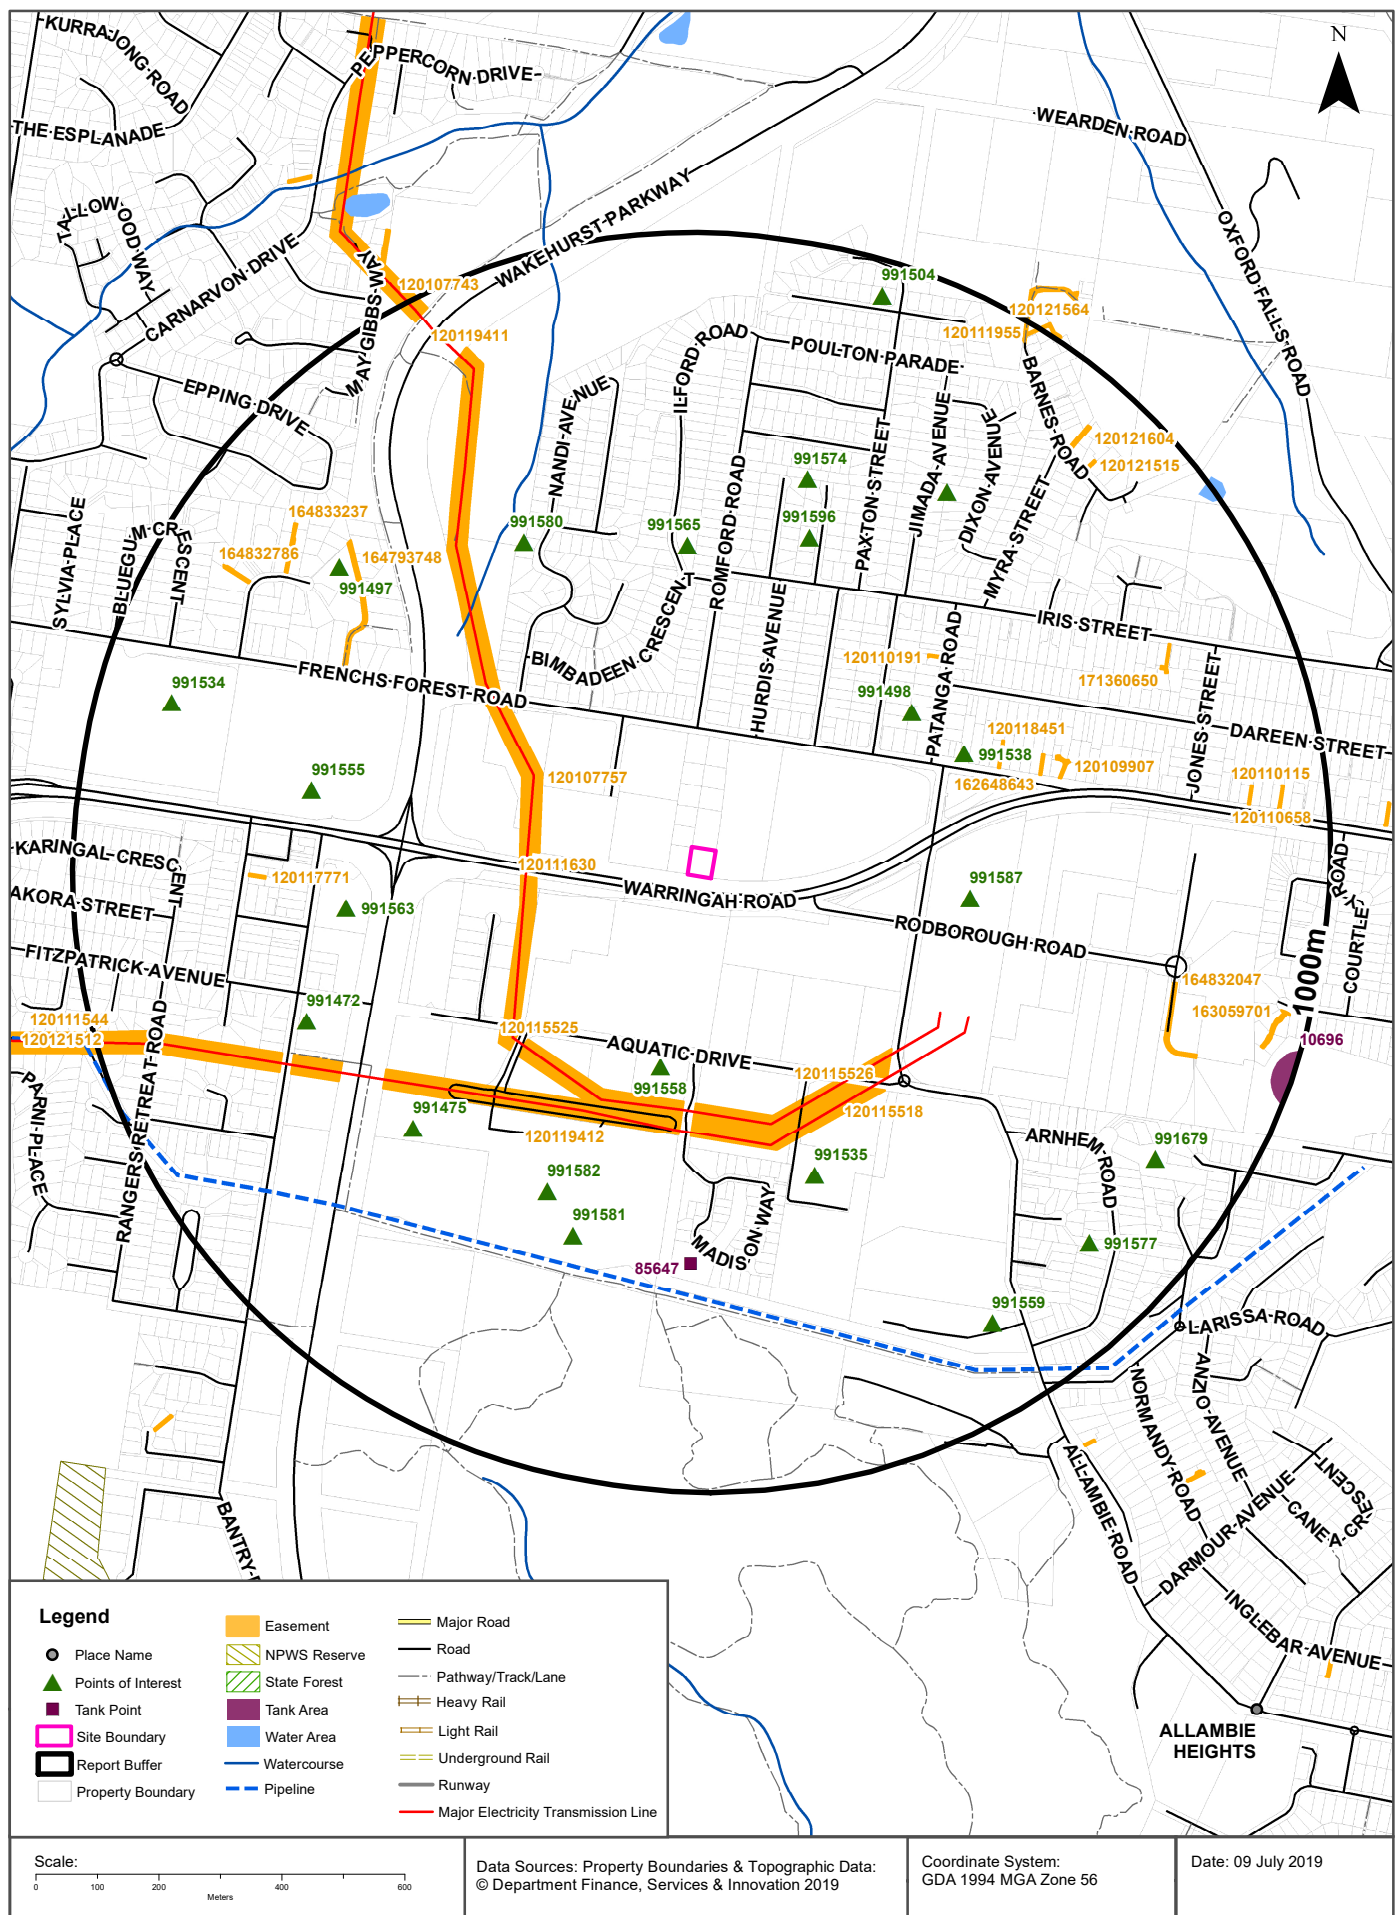 N
KURRAJONG ROAD
PEPPERCORN DRIVE
THE ESPLANADE
WEARDEN ROAD
TALLOWOOD WAY
CARNARVON DRIVE
MAY GIBBS WAY
WAKEHURST PARKWAY
OXFORD FALLS ROAD
120107743
991504
120121564
120111955
120119411
ILFORD ROAD
POULTON PARADE
EPPING DRIVE
NANDI AVENUE
BARNES ROAD
JIMADA AVENUE
DIXON AVENUE
PAXTON STREET
120121604
120121515
991574
ROMFORD ROAD
MYRA STREET
SYLVIA PLACE
BLUEGUM CRESCENT
164833237
164832786
164793748
991497
991580
991565
991596
BIMBADEEN CRESCENT
HURDIS AVENUE
IRIS STREET
PATANGA ROAD
120110191
171360650
FRENCHS FOREST ROAD
991534
991498
JONES STREET
DAREEN STREET
120118451
991538
120109907
162648643
120110115
120110658
991555
120107757
KARINGAL CRESCENT
120117771
120111630
WARRINGAH ROAD
991587
COURTLEY ROAD
AKORA STREET
991563
RODBOROUGH ROAD
FITZPATRICK AVENUE
164832047
163059701
1000m
COURTLEY
991472
120111544
120121512
120115525
AQUATIC DRIVE
10696
RANGERS RETREAT ROAD
PARNI PLACE
991558
120115526
120115518
991475
120119412
ARNHEM ROAD
991679
991582
991535
991581
MADISON WAY
991577
85647
991559
LARISSA ROAD
ANZIO AVENUE
NORMANDY ROAD
ALLAMBIE ROAD
DARMOUR AVENUE
CANEA CRESCENT
INGLEBAR AVENUE
BANTRY
ALLAMBIE
HEIGHTS
Legend
Place Name
Points of Interest
Tank Point
Site Boundary
Report Buffer
Property Boundary
Easement
NPWS Reserve
State Forest
Tank Area
Water Area
Watercourse
Pipeline
Major Road
Road
Pathway/Track/Lane
Heavy Rail
Light Rail
Underground Rail
Runway
Major Electricity Transmission Line
Scale:
0 100 200 400 600
Meters
Data Sources: Property Boundaries & Topographic Data:
© Department Finance, Services & Innovation 2019
Coordinate System:
GDA 1994 MGA Zone 56
Date: 09 July 2019